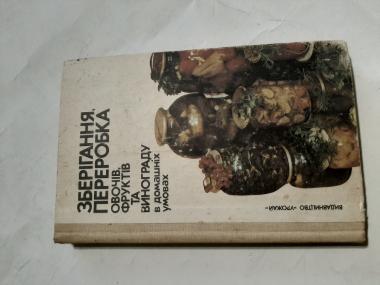 ЗБЕРІГАННЯ,
ПЕРЕРОБКА
ОВОЧІВ,
ФРУКТІВ
ТА
ВИНОГРАДУ
в домашніх
умовах
ВИДАВНИЦТВО «УРОЖАЙ»